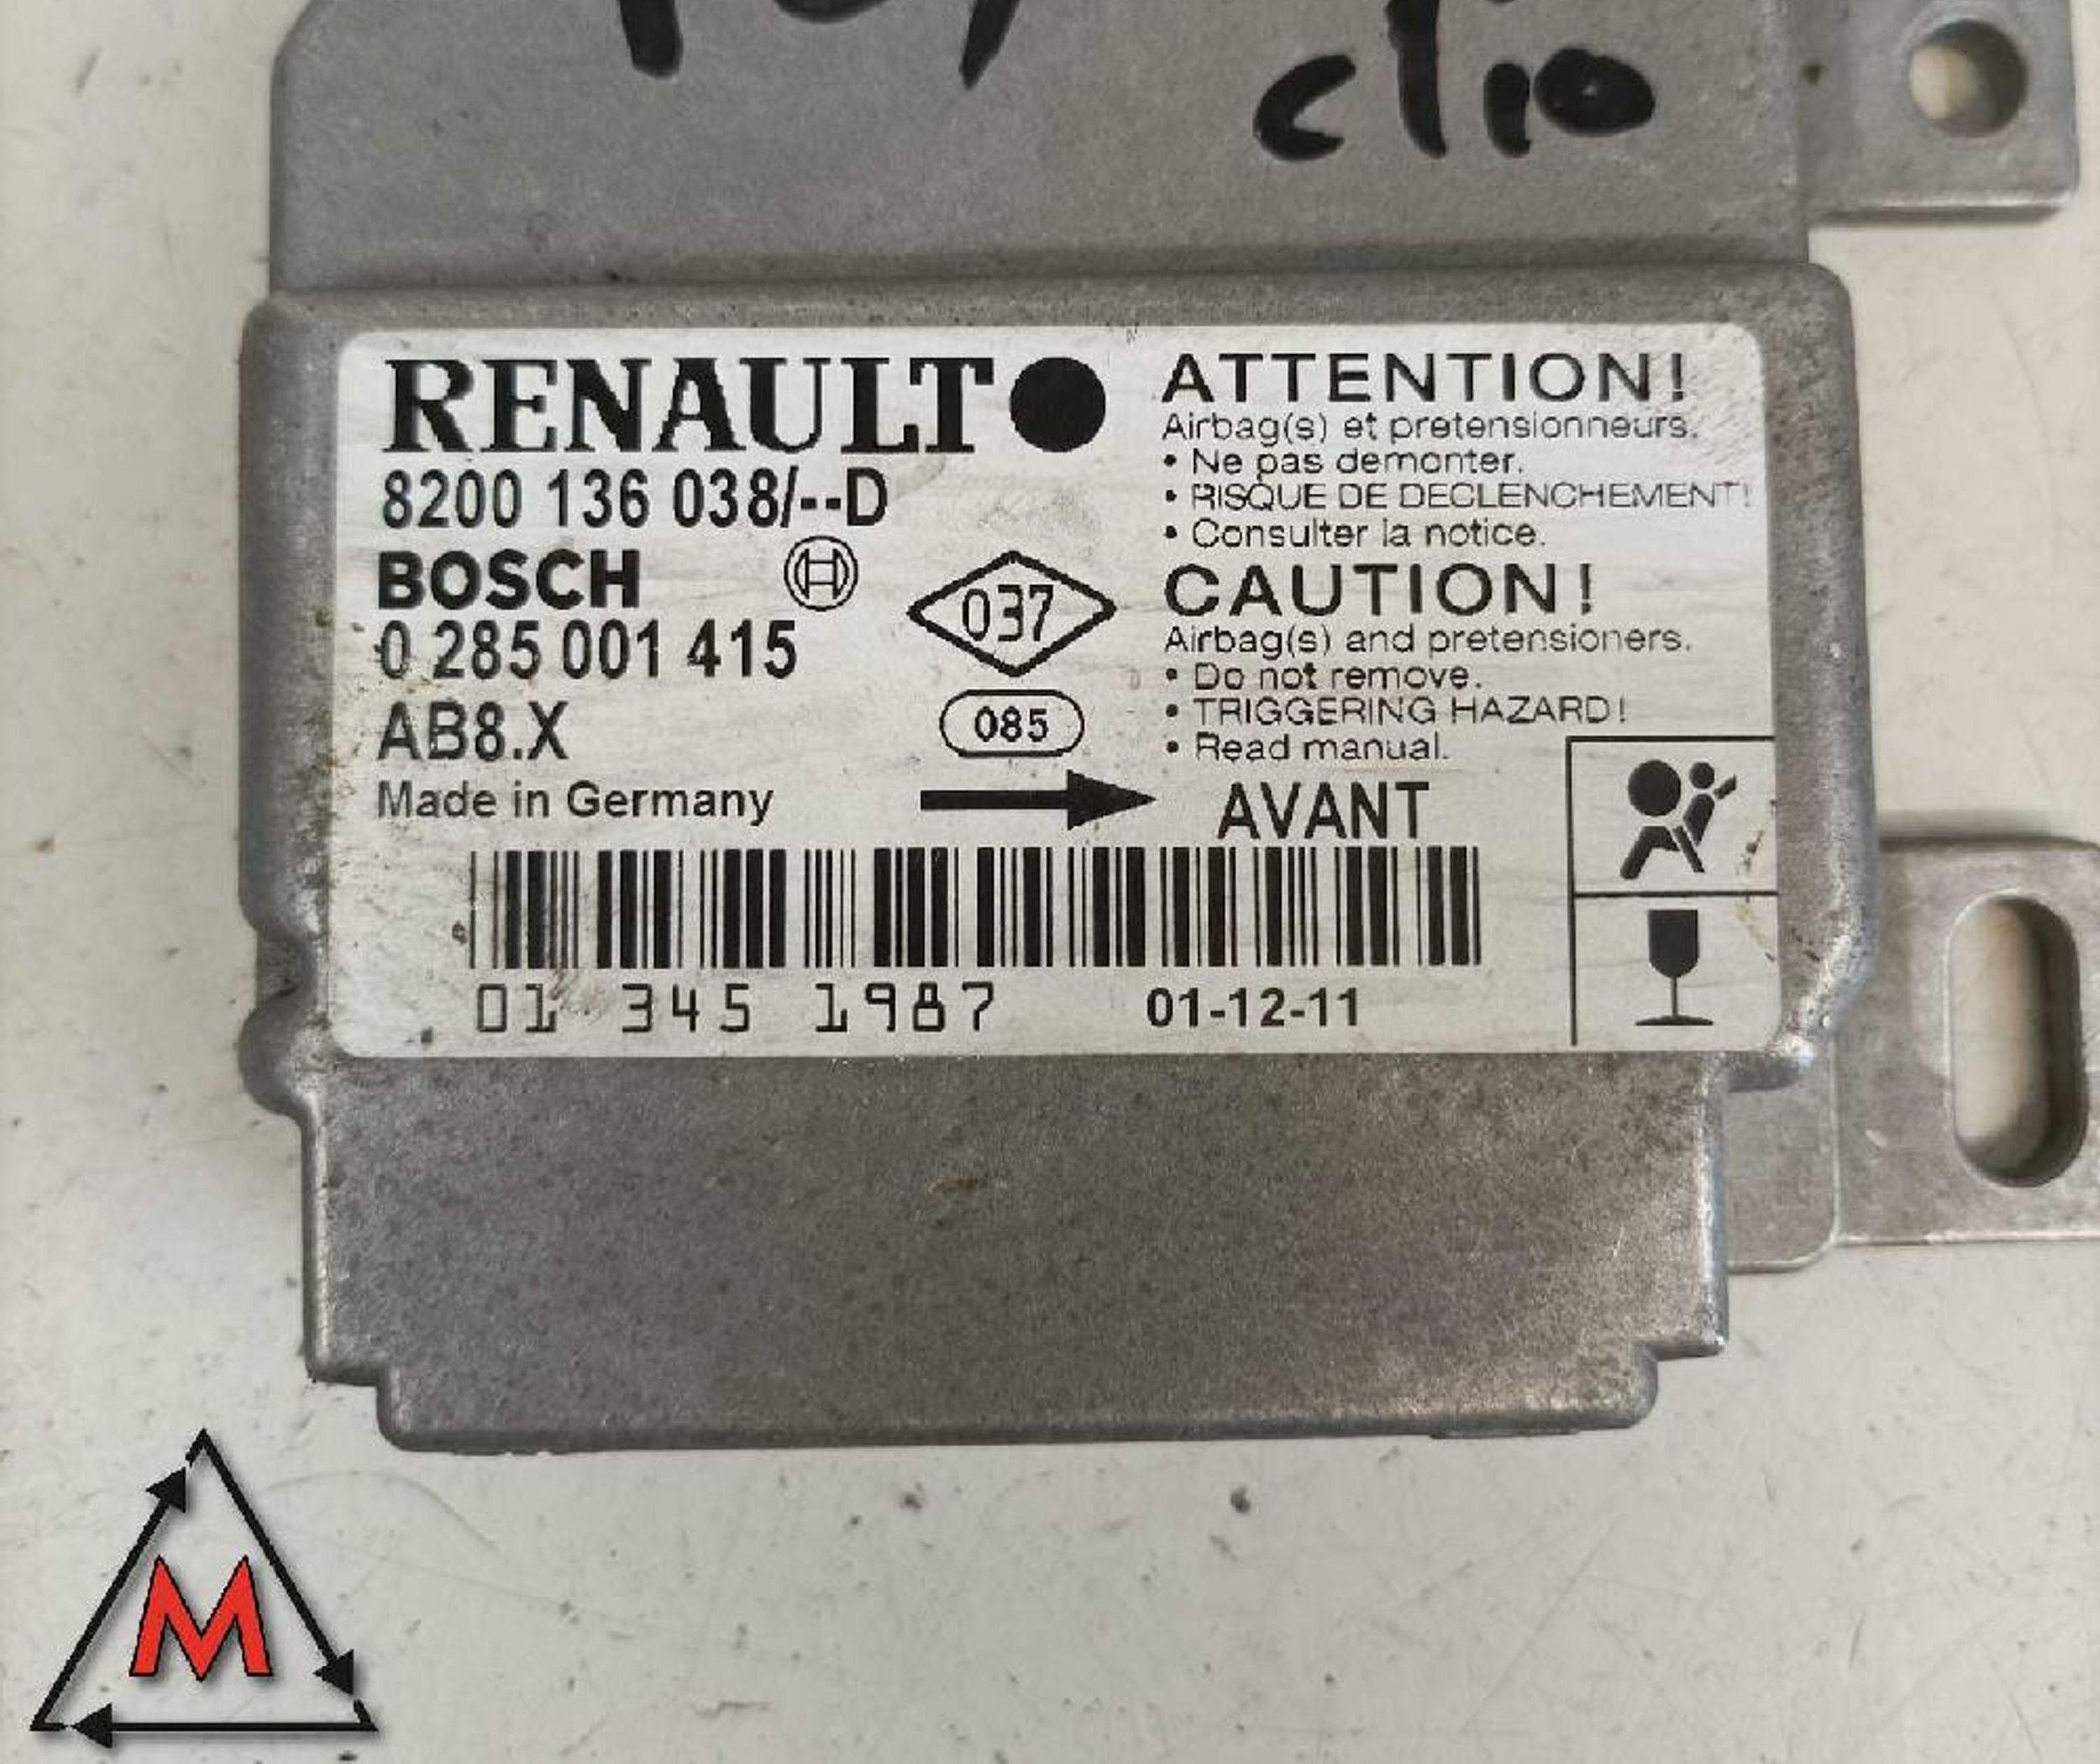 clio
RENAULT
8200 136 038/--D
BOSCH
0 285 001 415
AB8.X
Made in Germany
037
085
ATTENTION!
Airbag(s) et pretensionneurs.
• Ne pas demonter.
• RISQUE DE DECLENCHEMENT!
• Consulter la notice.
CAUTION!
Airbag(s) and pretensioners.
• Do not remove.
• TRIGGERING HAZARD!
• Read manual.
AVANT
01 345 1987
01-12-11
M